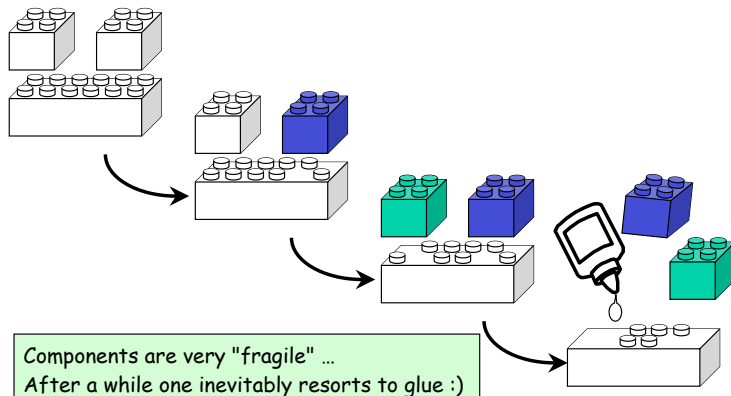 Components are very "fragile" …
After a while one inevitably resorts to glue :)